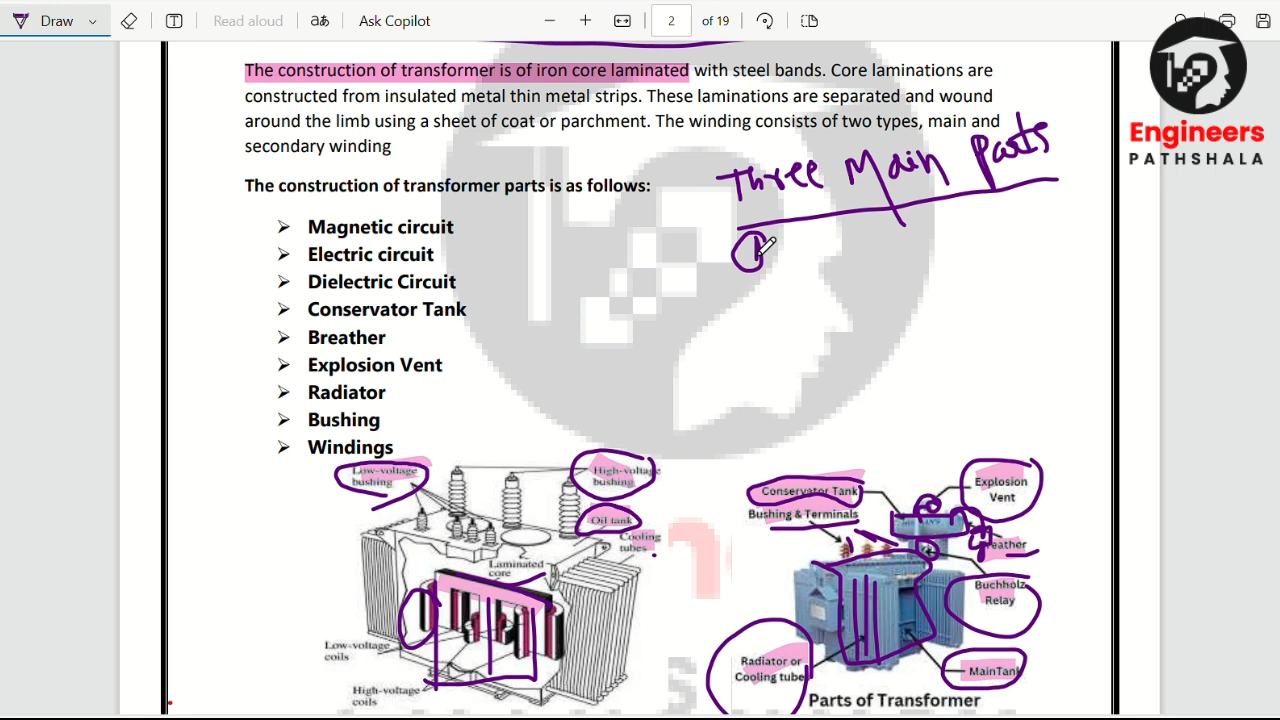 Draw
Read aloud
aあ
Ask Copilot
2
of 19
Engineers
PATHSHALA
The construction of transformer is of iron core laminated with steel bands. Core laminations are
constructed from insulated metal thin metal strips. These laminations are separated and wound
around the limb using a sheet of coat or parchment. The winding consists of two types, main and
secondary winding
Three Main Parts
The construction of transformer parts is as follows:
Magnetic circuit
Electric circuit
Dielectric Circuit
Conservator Tank
Breather
Explosion Vent
Radiator
Bushing
Windings
Low-voltage
bushing
High-voltage
bushing
Oil tank
Cooling
tubes
Laminated
core
Low-voltage
coils
High-voltage
coils
Conservator Tank
Bushing & Terminals
Explosion
Vent
Breather
Buchholz
Relay
Radiator or
Cooling tube
MainTank
Parts of Transformer